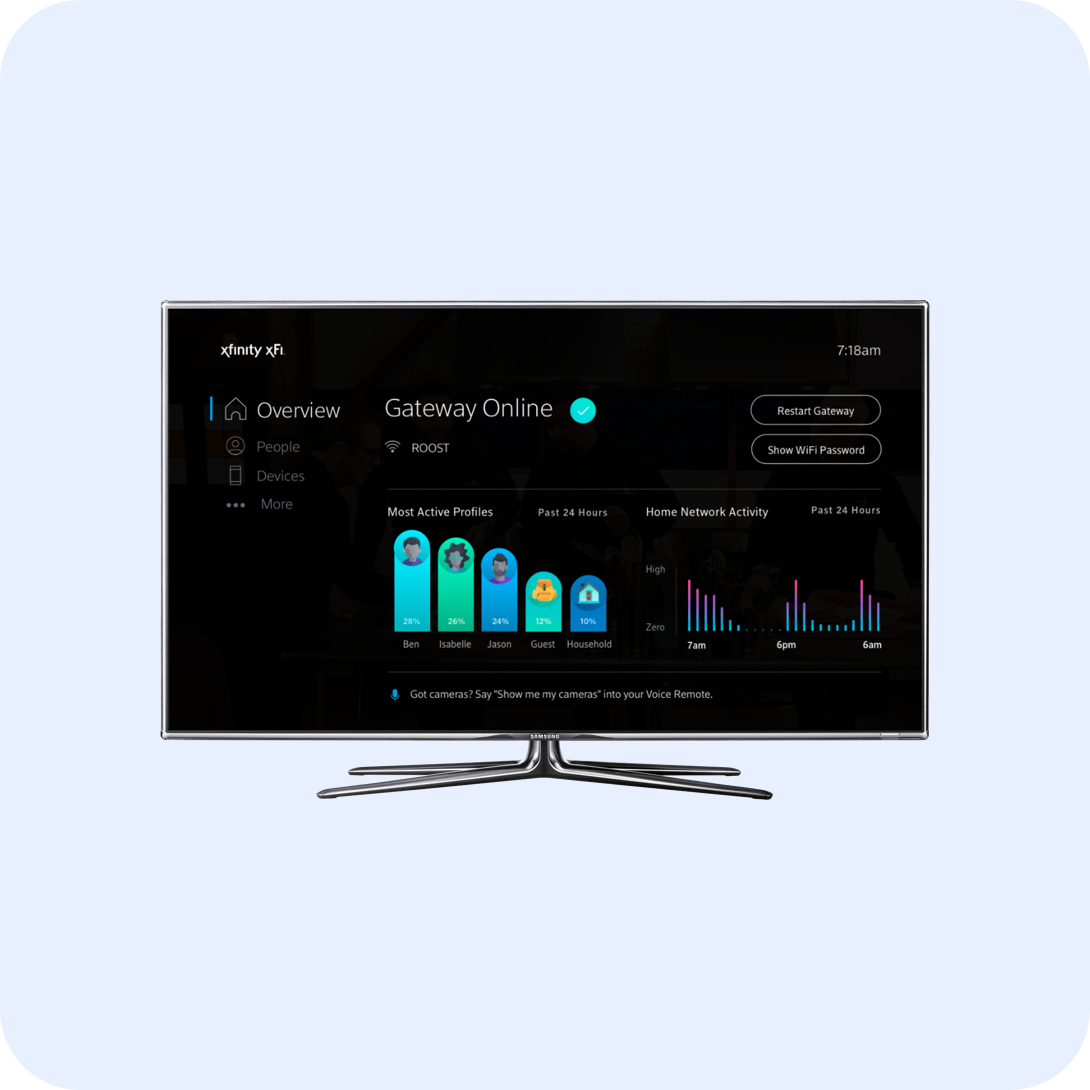 xfinity xFi
7:18am
Overview
People
Devices
More
Gateway Online
ROOST
Restart Gateway
Show WiFi Password
Most Active Profiles
Past 24 Hours
28%
26%
24%
12%
10%
Ben
Isabelle
Jason
Guest
Household
Home Network Activity
Past 24 Hours
High
Zero
7am
6pm
6am
Got cameras? Say "Show me my cameras" into your Voice Remote.
SAMSUNG